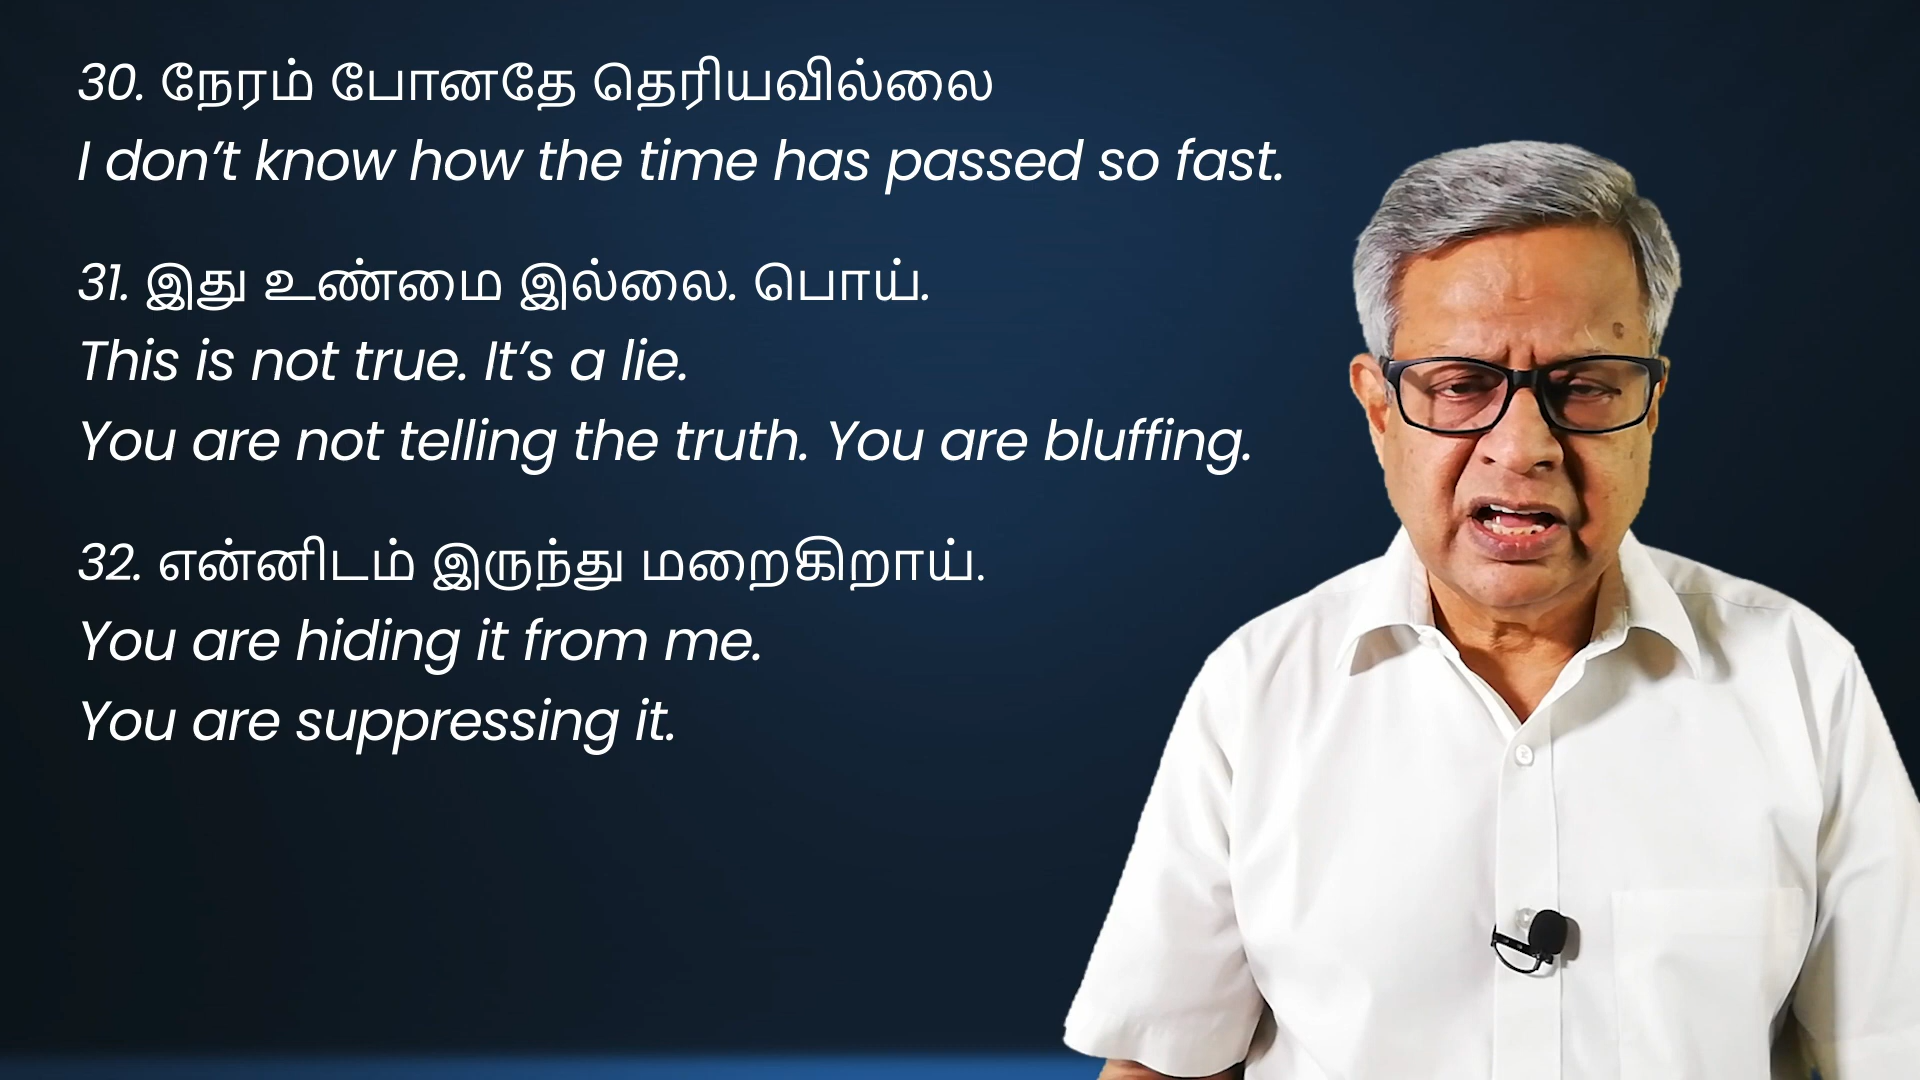 30. நேரம் போனதே தெரியவில்லை
I don’t know how the time has passed so fast.
31. இது உண்மை இல்லை. பொய்.
This is not true. It’s a lie.
You are not telling the truth. You are bluffing.
32. என்னிடம் இருந்து மறைகிறாய்.
You are hiding it from me.
You are suppressing it.